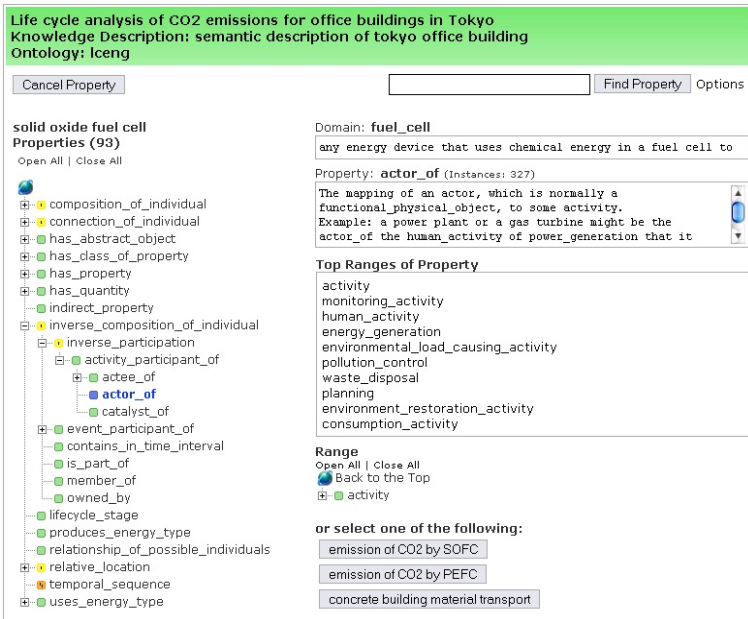 Life cycle analysis of CO2 emissions for office buildings in Tokyo
Knowledge Description: semantic description of tokyo office building
Ontology: lceng
Cancel Property
Find Property Options
solid oxide fuel cell
Properties (93)
Open All | Close All
composition_of_individual
connection_of_individual
has_abstract_object
has_class_of_property
has_property
has_quantity
indirect_property
inverse_composition_of_individual
inverse_participation
activity_participant_of
actee_of
actor_of
catalyst_of
event_participant_of
contains_in_time_interval
is_part_of
member_of
owned_by
lifecycle_stage
produces_energy_type
relationship_of_possible_individuals
relative_location
temporal_sequence
uses_energy_type
Domain: fuel_cell
any energy device that uses chemical energy in a fuel cell to
Property: actor_of (Instances: 327)
The mapping of an actor, which is normally a
functional_physical_object, to some activity.
Example: a power plant or a gas turbine might be the
actor_of the human_activity of power_generation that it
Top Ranges of Property
activity
monitoring_activity
human_activity
energy_generation
environmental_load_causing_activity
pollution_control
waste_disposal
planning
environment_restoration_activity
consumption_activity
Range
Open All | Close All
Back to the Top
activity
or select one of the following:
emission of CO2 by SOFC
emission of CO2 by PEFC
concrete building material transport